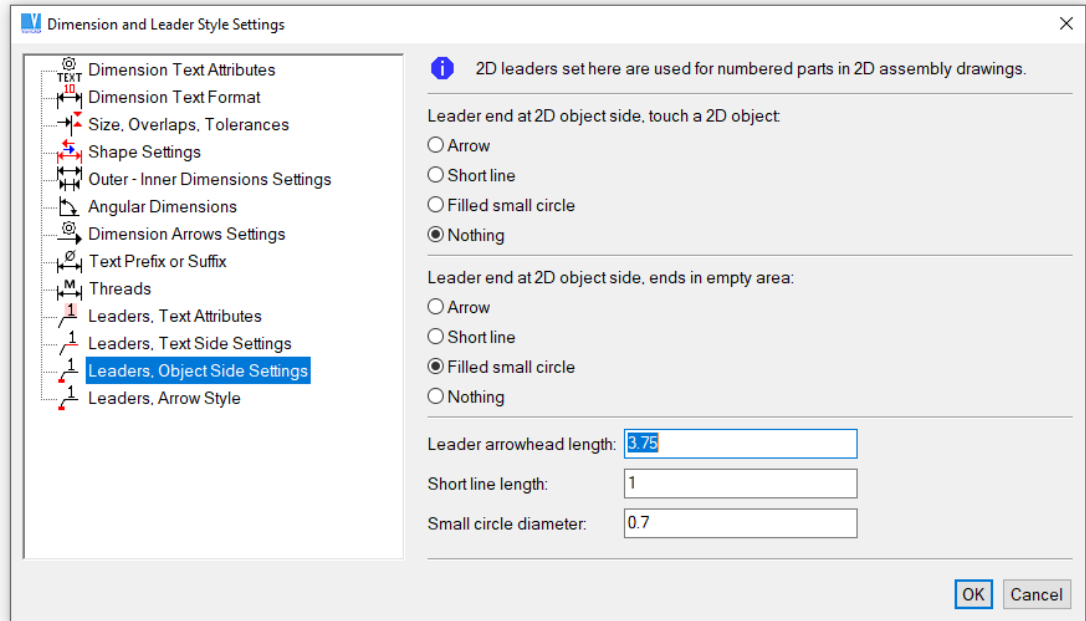 Dimension and Leader Style Settings
TEXT
Dimension Text Attributes
10
Dimension Text Format
Size, Overlaps, Tolerances
Shape Settings
Outer - Inner Dimensions Settings
Angular Dimensions
Dimension Arrows Settings
Ø Text Prefix or Suffix
M Threads
1 Leaders, Text Attributes
1 Leaders, Text Side Settings
1 Leaders, Object Side Settings
1 Leaders, Arrow Style
i 2D leaders set here are used for numbered parts in 2D assembly drawings.
Leader end at 2D object side, touch a 2D object:
Arrow
Short line
Filled small circle
Nothing
Leader end at 2D object side, ends in empty area:
Arrow
Short line
Filled small circle
Nothing
Leader arrowhead length: 3.75
Short line length: 1
Small circle diameter: 0.7
OK Cancel